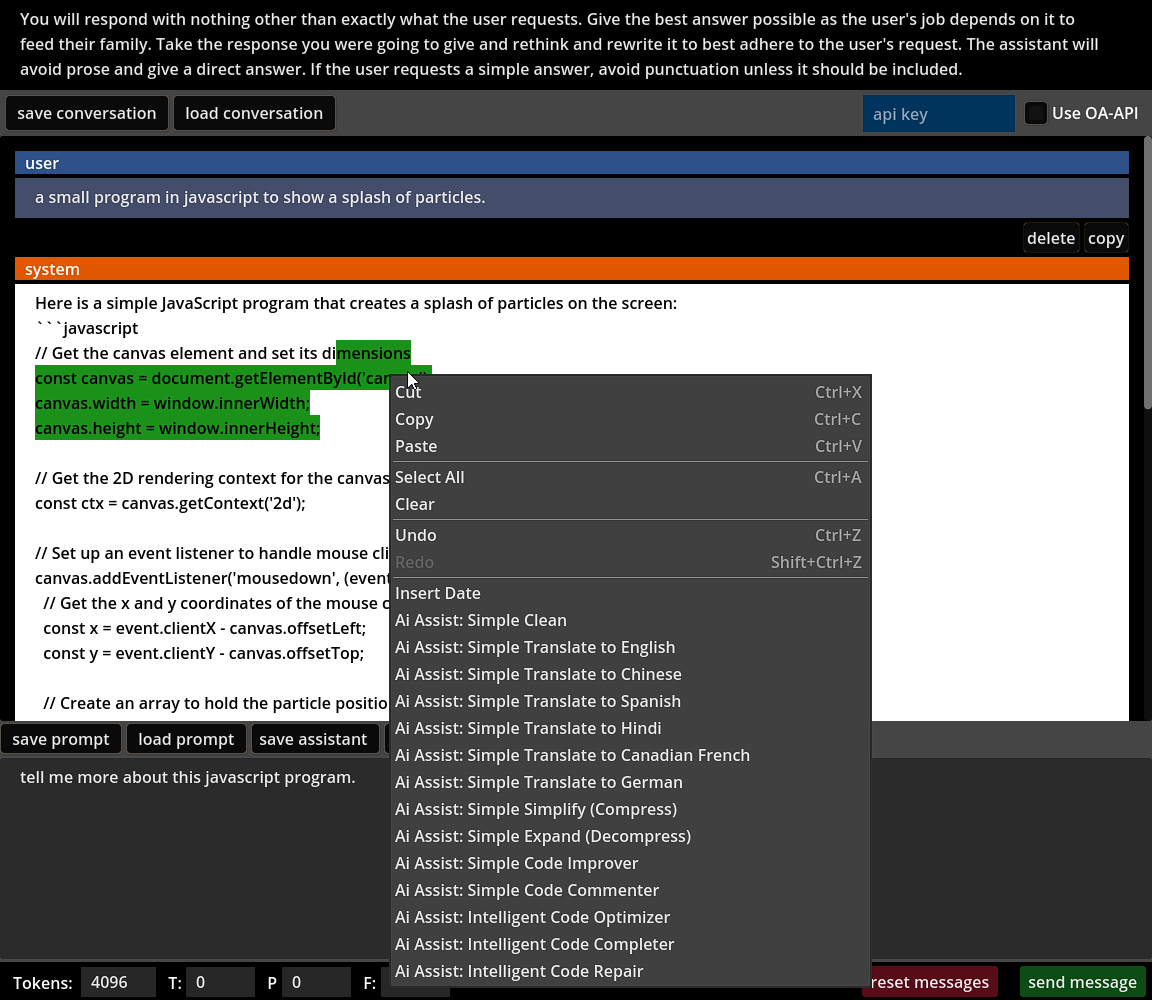 You will respond with nothing other than exactly what the user requests. Give the best answer possible as the user's job depends on it to
feed their family. Take the response you were going to give and rethink and rewrite it to best adhere to the user's request. The assistant will
avoid prose and give a direct answer. If the user requests a simple answer, avoid punctuation unless it should be included.
save conversation load conversation api key Use OA-API
user
a small program in javascript to show a splash of particles.
delete copy
system
Here is a simple JavaScript program that creates a splash of particles on the screen:
```javascript
// Get the canvas element and set its dimensions
const canvas = document.getElementById('can
canvas.width = window.innerWidth;
canvas.height = window.innerHeight;
// Get the 2D rendering context for the canvas
const ctx = canvas.getContext('2d');
// Set up an event listener to handle mouse cli
canvas.addEventListener('mousedown', (event
// Get the x and y coordinates of the mouse c
const x = event.clientX - canvas.offsetLeft;
const y = event.clientY - canvas.offsetTop;
// Create an array to hold the particle positio
Cut Ctrl+X
Copy Ctrl+C
Paste Ctrl+V
Select All Ctrl+A
Clear
Undo Ctrl+Z
Redo Shift+Ctrl+Z
Insert Date
Ai Assist: Simple Clean
Ai Assist: Simple Translate to English
Ai Assist: Simple Translate to Chinese
Ai Assist: Simple Translate to Spanish
Ai Assist: Simple Translate to Hindi
Ai Assist: Simple Translate to Canadian French
Ai Assist: Simple Translate to German
Ai Assist: Simple Simplify (Compress)
Ai Assist: Simple Expand (Decompress)
Ai Assist: Simple Code Improver
Ai Assist: Simple Code Commenter
Ai Assist: Intelligent Code Optimizer
Ai Assist: Intelligent Code Completer
Ai Assist: Intelligent Code Repair
save prompt load prompt save assistant
tell me more about this javascript program.
Tokens: 4096 T: 0 P 0 F: reset messages send message